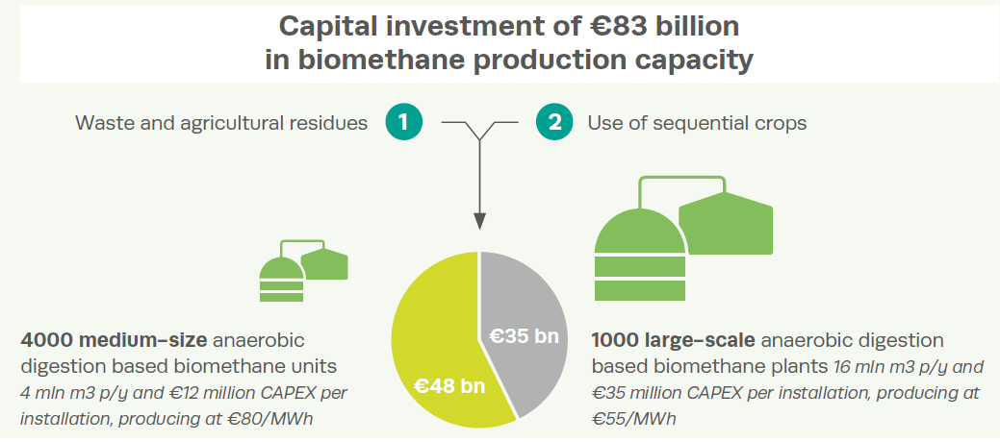 Capital investment of €83 billion
in biomethane production capacity
Waste and agricultural residues 1
2 Use of sequential crops
€35 bn
€48 bn
4000 medium-size anaerobic
digestion based biomethane units
4 mln m3 p/y and €12 million CAPEX per
installation, producing at €80/MWh
1000 large-scale anaerobic digestion
based biomethane plants 16 mln m3 p/y and
€35 million CAPEX per installation, producing at
€55/MWh